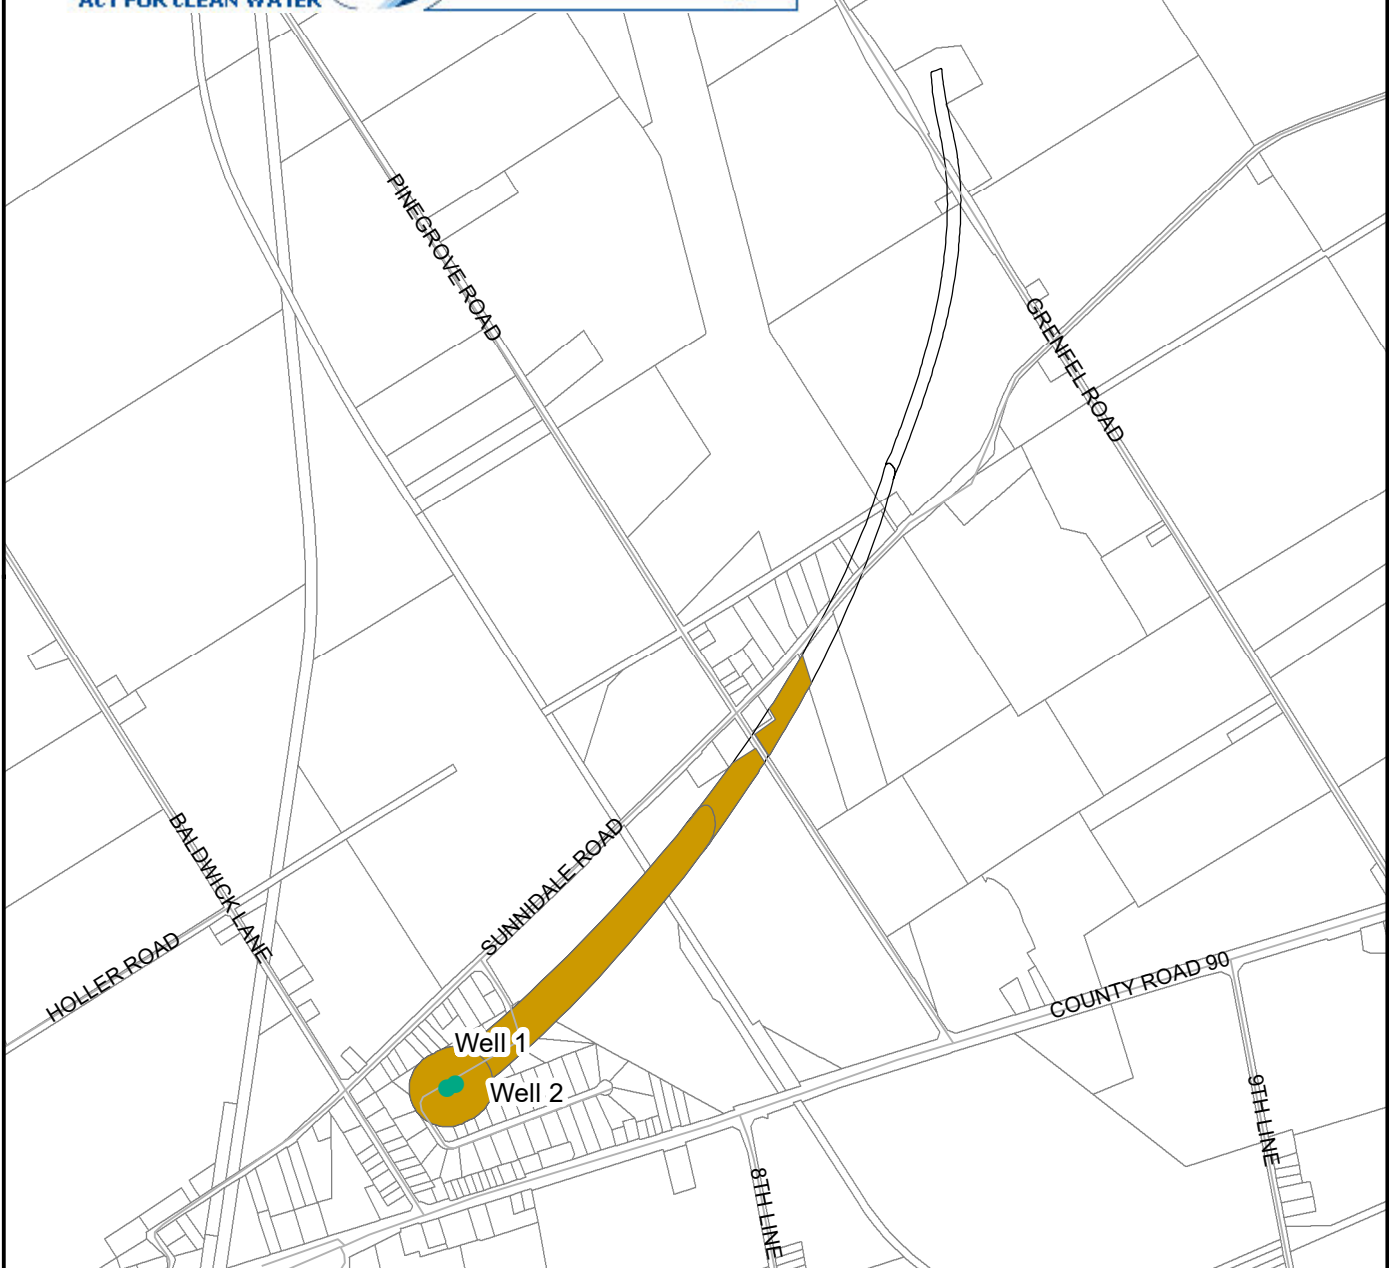 ACT FOR CLEAN WATER
PINEGROVE ROAD
GRENFEL ROAD
BALDWICK LANE
SUNNIDALE ROAD
HOLLER ROAD
COUNTY ROAD 90
Well 1
Well 2
9TH LINE
8TH LINE